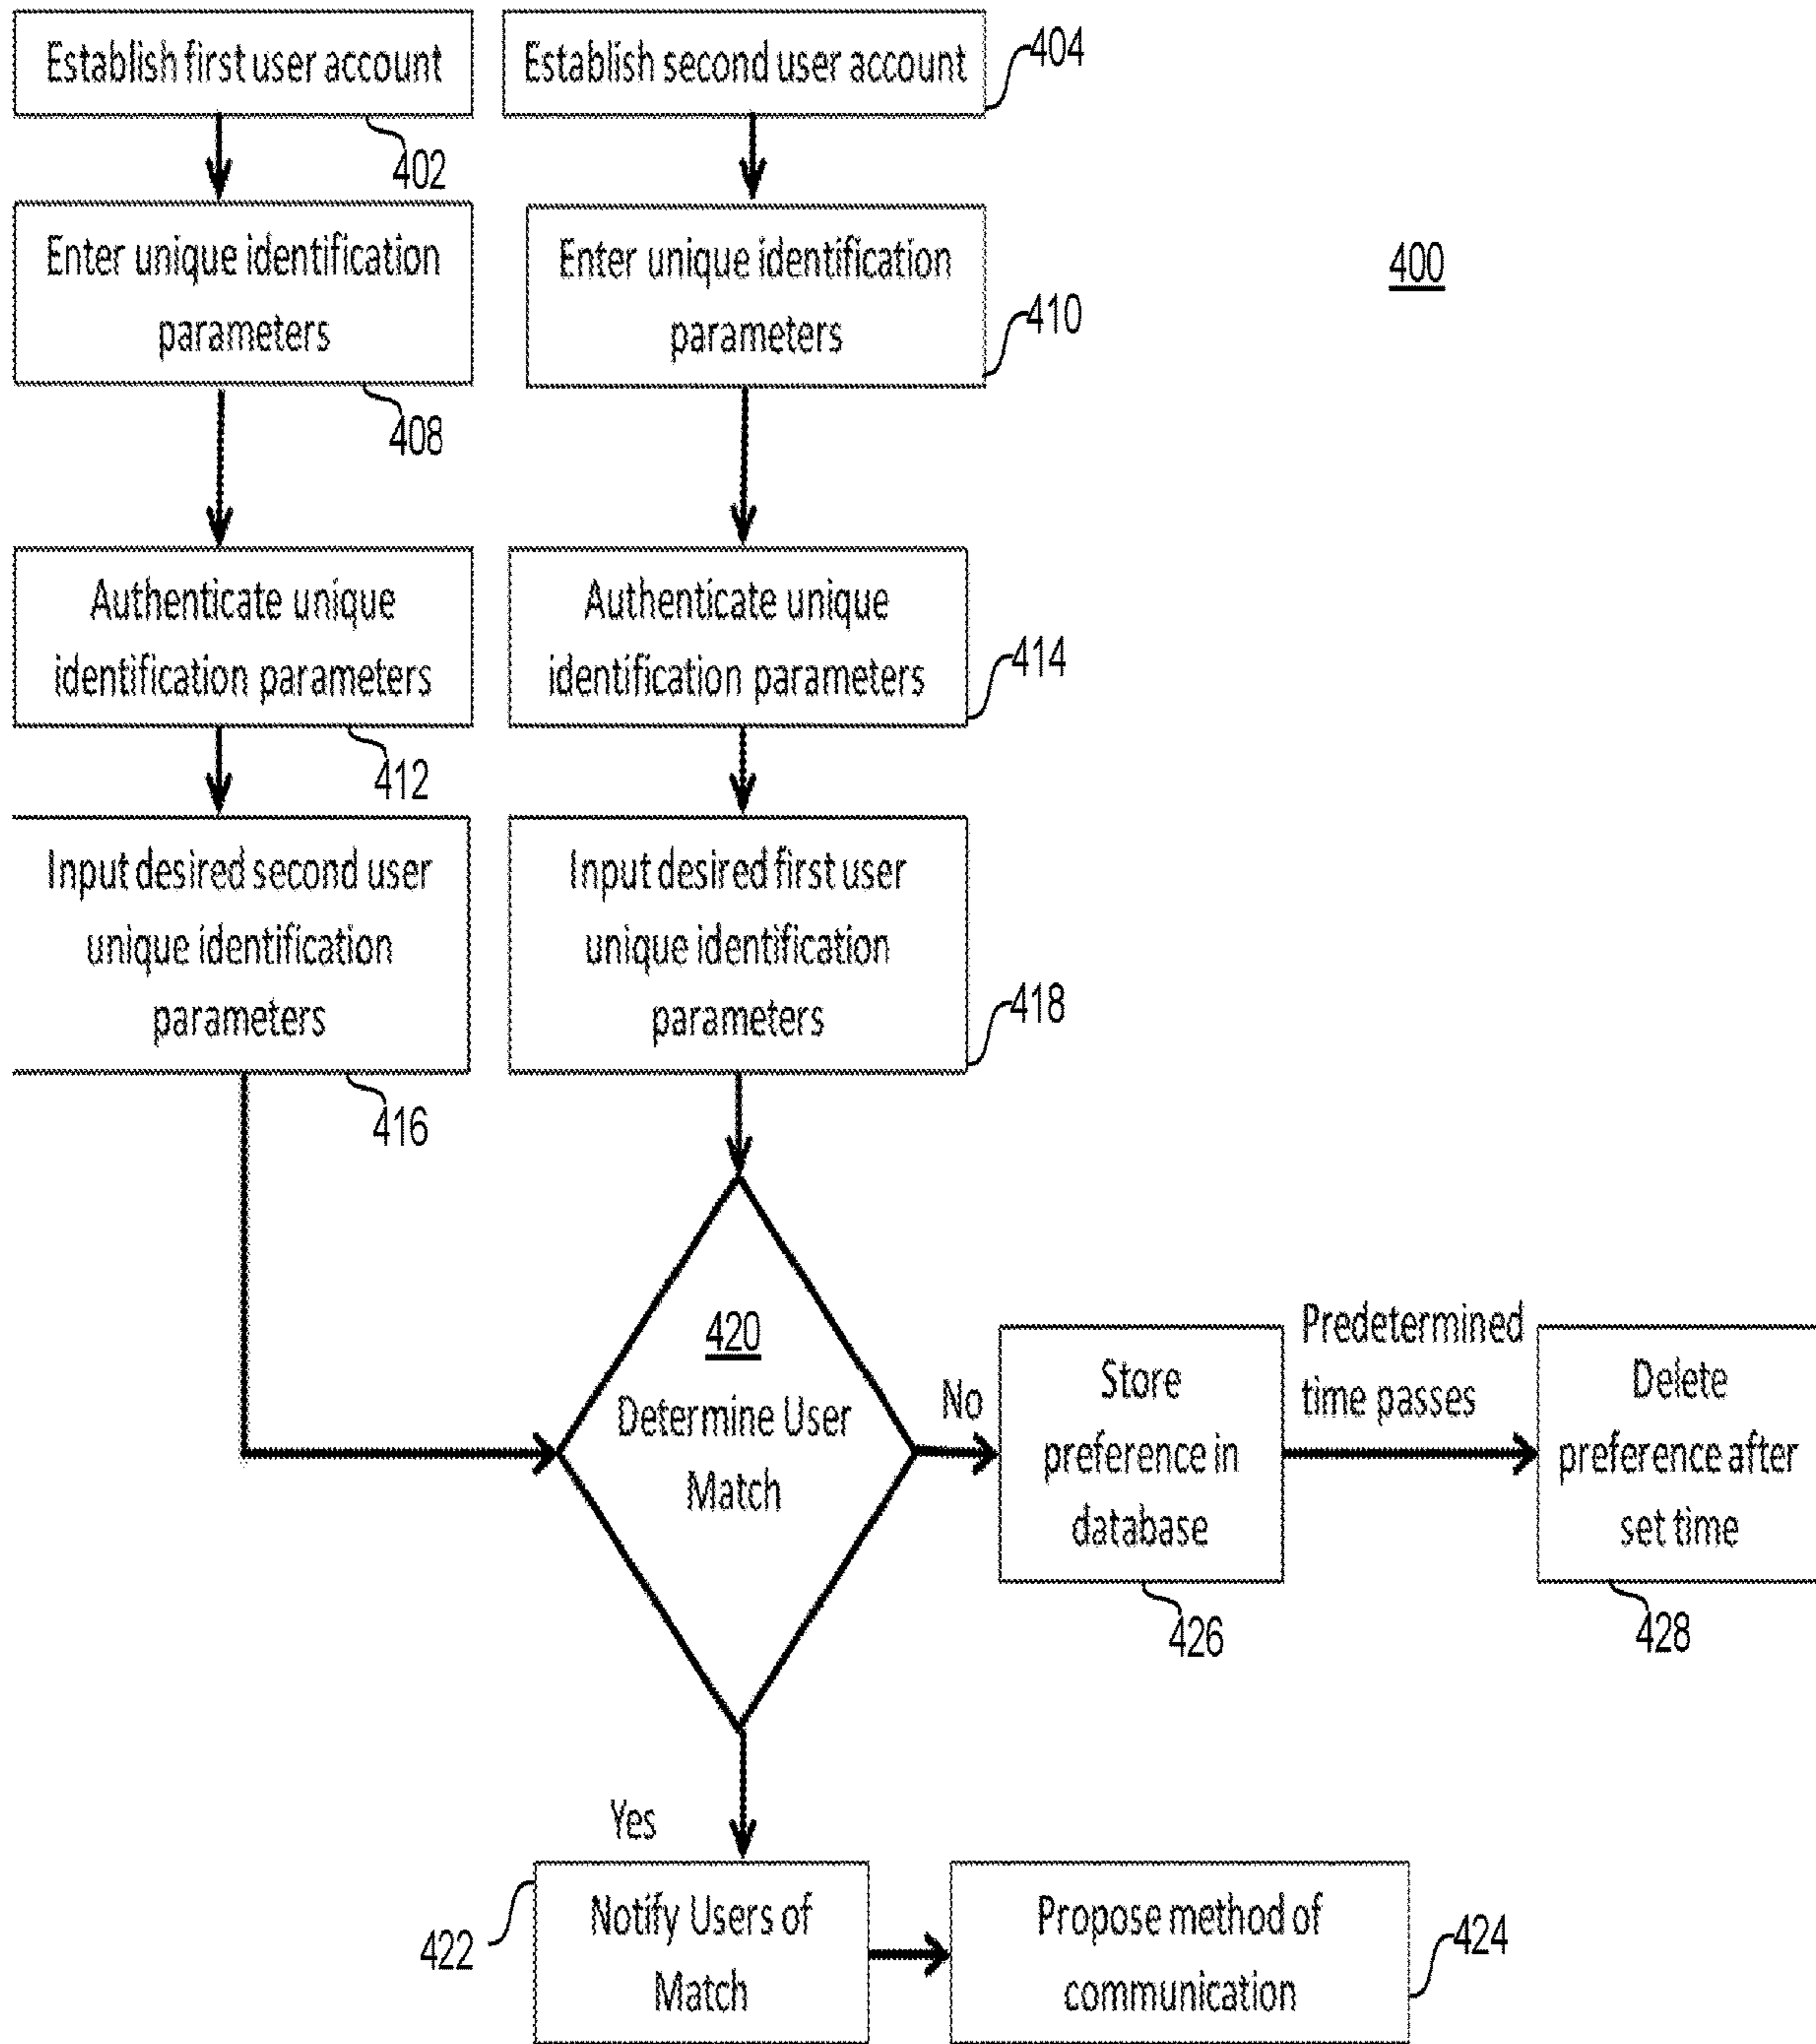 Establish first user account
402
Establish second user account
404
Enter unique identification
parameters
408
Enter unique identification
parameters
410
400
Authenticate unique
identification parameters
412
Authenticate unique
identification parameters
414
Input desired second user
unique identification
parameters
416
Input desired first user
unique identification
parameters
418
420
Determine User
Match
No
Store
preference in
database
426
Predetermined
time passes
Delete
preference after
set time
428
Yes
Notify Users of
Match
422
Propose method of
communication
424